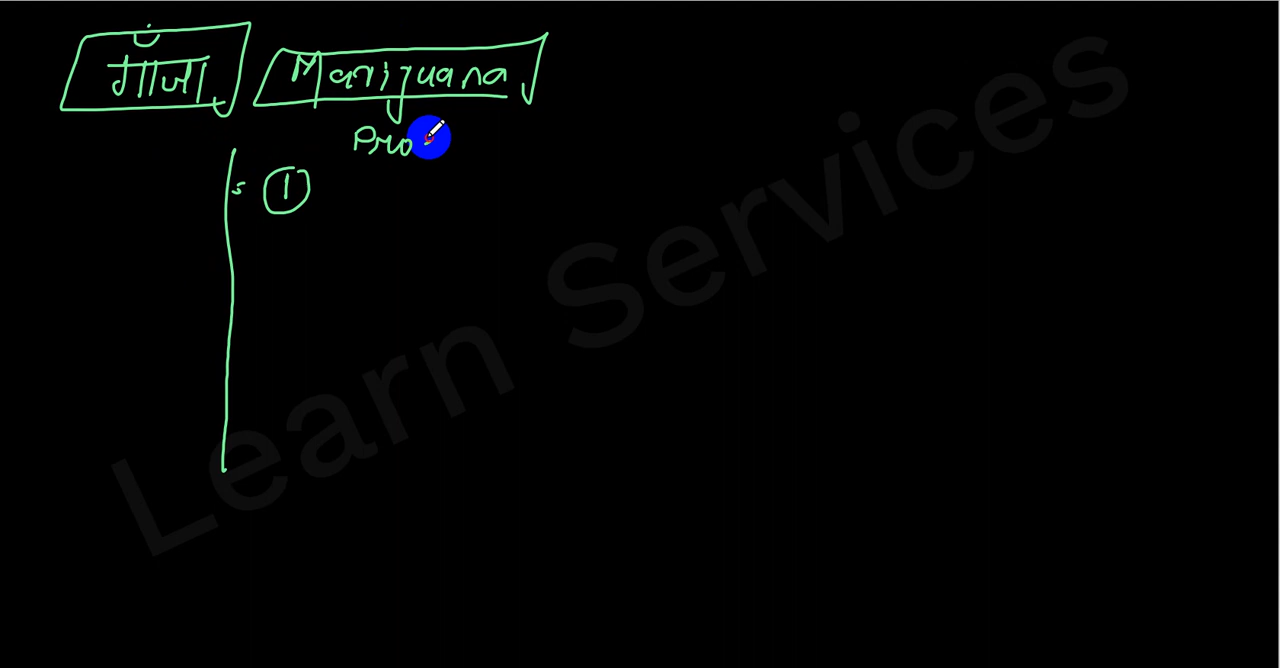 गाँजा Marijuana
Pro
s ①
Learn Services